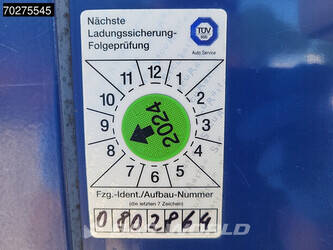 70275545
Nächste
Ladungssicherung-
Folgeprüfung
TÜV
Auto Service
11 12 1
10 2
9 3
8 4
7 6 5
2024
Fzg.-Ident./Aufbau-Nummer
(die letzten 7 Zeichen)
0802864